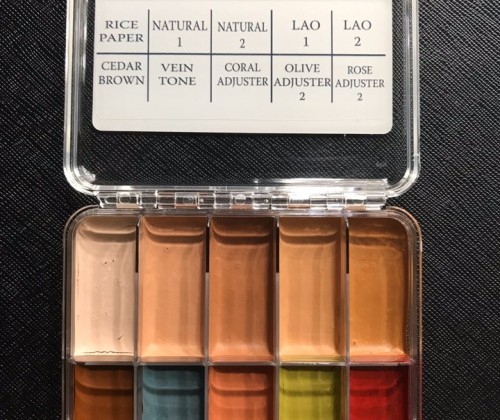 RICE PAPER NATURAL 1 NATURAL 2 LAO 1 LAO 2
CEDAR BROWN VEIN TONE CORAL ADJUSTER OLIVE ADJUSTER 2 ROSE ADJUSTER 2